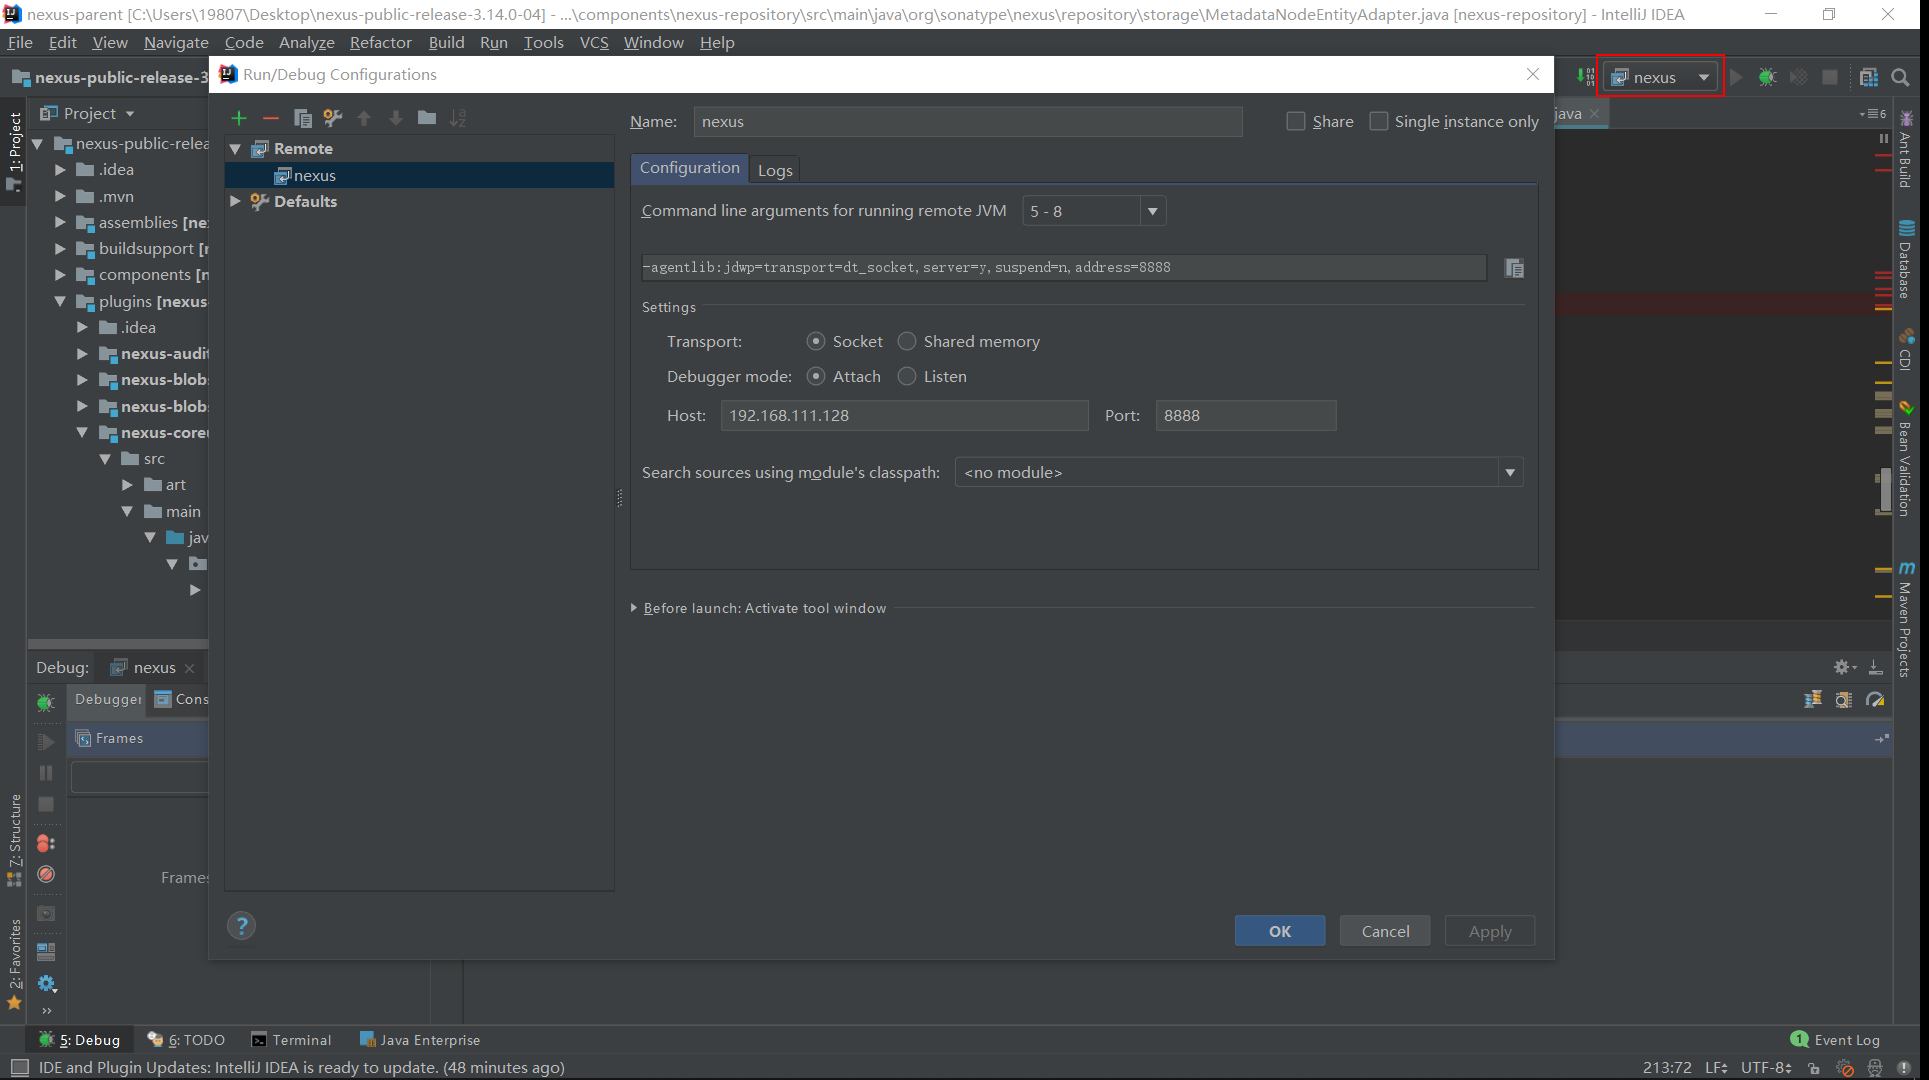 nexus-parent [C:\Users\19807\Desktop\nexus-public-release-3.14.0-04] - ...\components\nexus-repository\src\main\java\org\sonatype\nexus\repository\storage\MetadataNodeEntityAdapter.java [nexus-repository] - IntelliJ IDEA
File Edit View Navigate Code Analyze Refactor Build Run Tools VCS Window Help
nexus-public-release-3
Run/Debug Configurations
nexus
Project
java
6
Name: nexus
Share
Single instance only
1: Project
nexus-public-relea
.idea
.mvn
assemblies [ne
buildsupport [n
components [n
plugins [nexus-
.idea
nexus-audit
nexus-blobs
nexus-blobs
nexus-core
src
art
main
jav
Remote
nexus
Defaults
Configuration
Logs
Command line arguments for running remote JVM 5 - 8
-agentlib:jdwp=transport=dt_socket,server=y,suspend=n,address=8888
Settings
Transport: Socket Shared memory
Debugger mode: Attach Listen
Host: 192.168.111.128 Port: 8888
Search sources using module's classpath: <no module>
Before launch: Activate tool window
?
OK Cancel Apply
Ant Build
Database
CDI
Bean Validation
m
Maven Projects
Debug: nexus
Debugger
Cons
Frames
Frames
7: Structure
2: Favorites
5: Debug 6: TODO Terminal Java Enterprise
1 Event Log
IDE and Plugin Updates: IntelliJ IDEA is ready to update. (48 minutes ago)
213:72 LF UTF-8